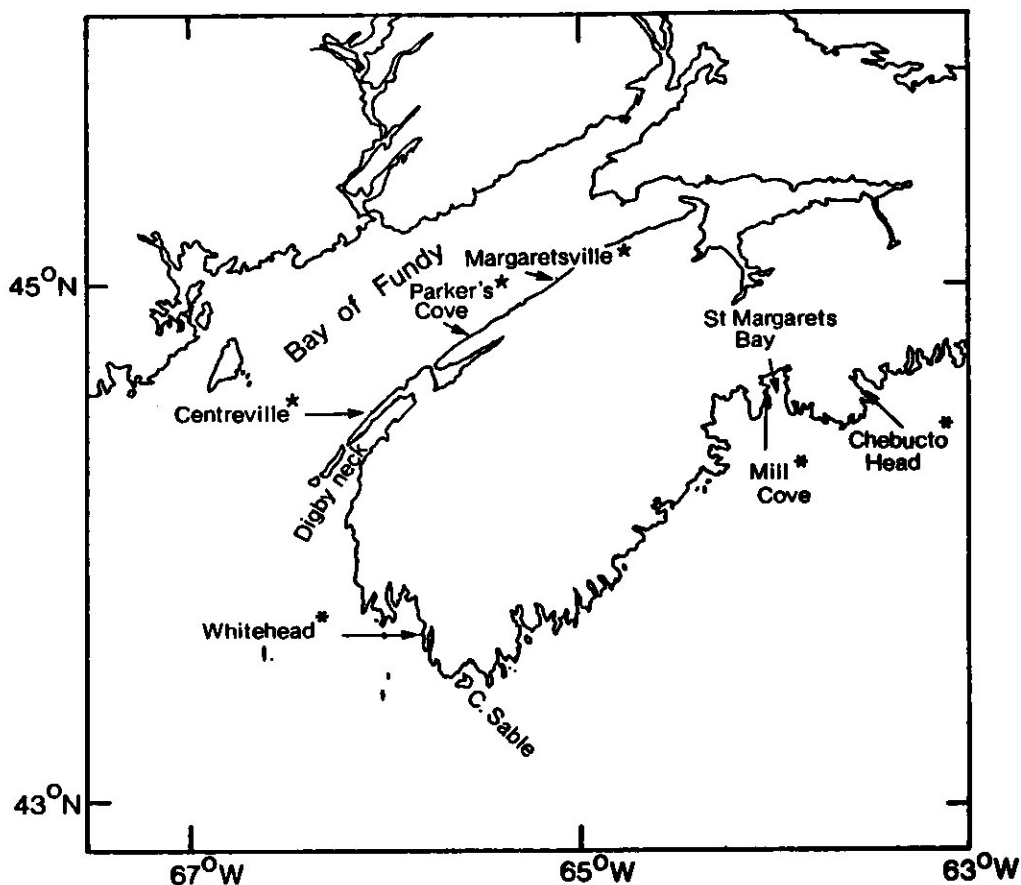 Margaretsville*
Bay of Fundy
Parker's*
Cove
45°N
St Margarets
Bay
Centreville*
Chebucto*
Head
Mill*
Cove
Digby neck
Whitehead*
C. Sable
43°N
67°W
65°W
63°W